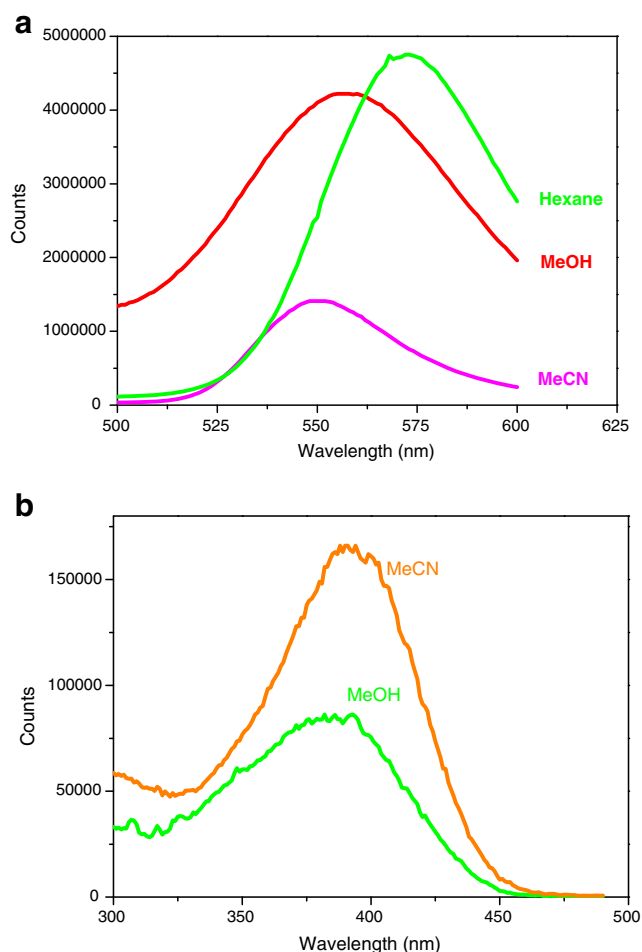 a
5000000
4000000
3000000
2000000
1000000
0
Counts
Hexane
MeOH
MeCN
500 525 550 575 600 625
Wavelength (nm)
b
150000
100000
50000
0
Counts
MeCN
MeOH
300 350 400 450 500
Wavelength (nm)